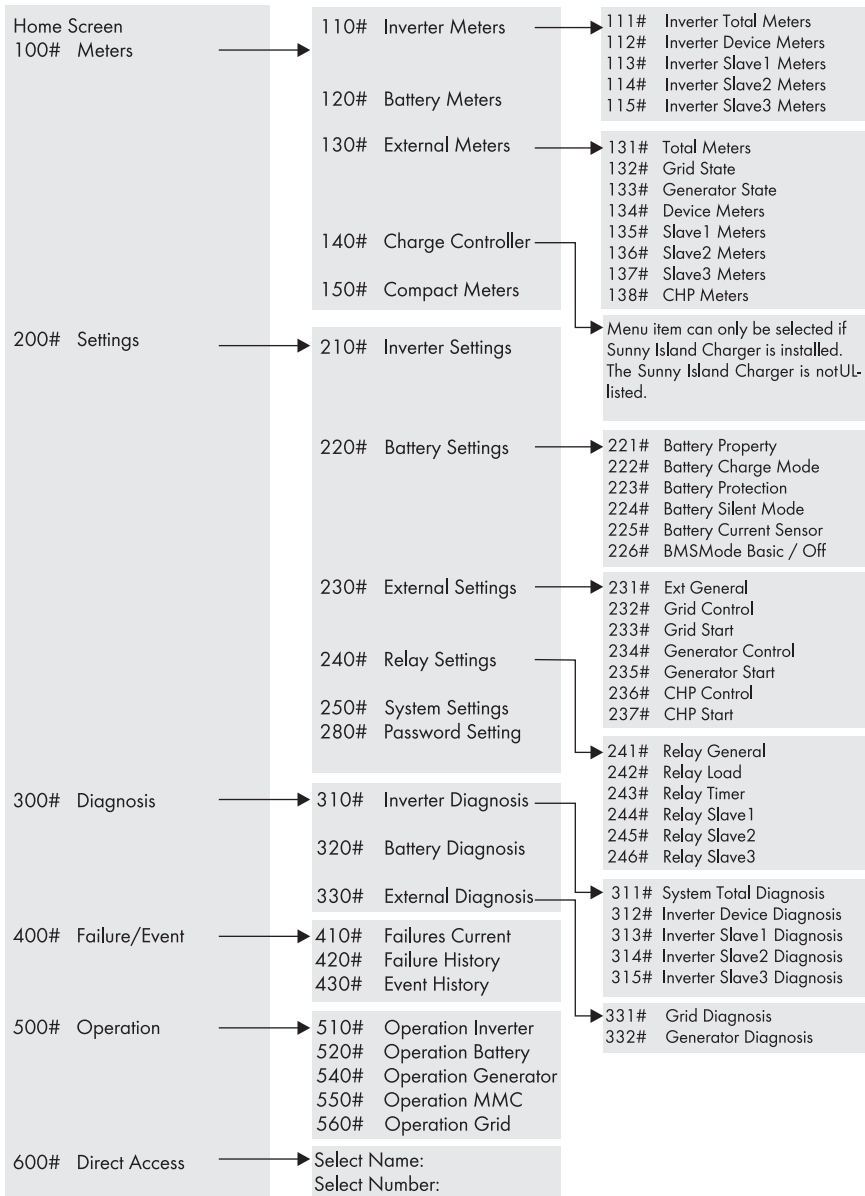 Home Screen
100# Meters
200# Settings
300# Diagnosis
400# Failure/Event
500# Operation
600# Direct Access
110# Inverter Meters
120# Battery Meters
130# External Meters
140# Charge Controller
150# Compact Meters
210# Inverter Settings
220# Battery Settings
230# External Settings
240# Relay Settings
250# System Settings
280# Password Setting
310# Inverter Diagnosis
320# Battery Diagnosis
330# External Diagnosis
410# Failures Current
420# Failure History
430# Event History
510# Operation Inverter
520# Operation Battery
540# Operation Generator
550# Operation MMC
560# Operation Grid
Select Name:
Select Number:
111# Inverter Total Meters
112# Inverter Device Meters
113# Inverter Slave1 Meters
114# Inverter Slave2 Meters
115# Inverter Slave3 Meters
131# Total Meters
132# Grid State
133# Generator State
134# Device Meters
135# Slave1 Meters
136# Slave2 Meters
137# Slave3 Meters
138# CHP Meters
Menu item can only be selected if
Sunny Island Charger is installed.
The Sunny Island Charger is notUL-
listed.
221# Battery Property
222# Battery Charge Mode
223# Battery Protection
224# Battery Silent Mode
225# Battery Current Sensor
226# BMSMode Basic / Off
231# Ext General
232# Grid Control
233# Grid Start
234# Generator Control
235# Generator Start
236# CHP Control
237# CHP Start
241# Relay General
242# Relay Load
243# Relay Timer
244# Relay Slave1
245# Relay Slave2
246# Relay Slave3
311# System Total Diagnosis
312# Inverter Device Diagnosis
313# Inverter Slave1 Diagnosis
314# Inverter Slave2 Diagnosis
315# Inverter Slave3 Diagnosis
331# Grid Diagnosis
332# Generator Diagnosis